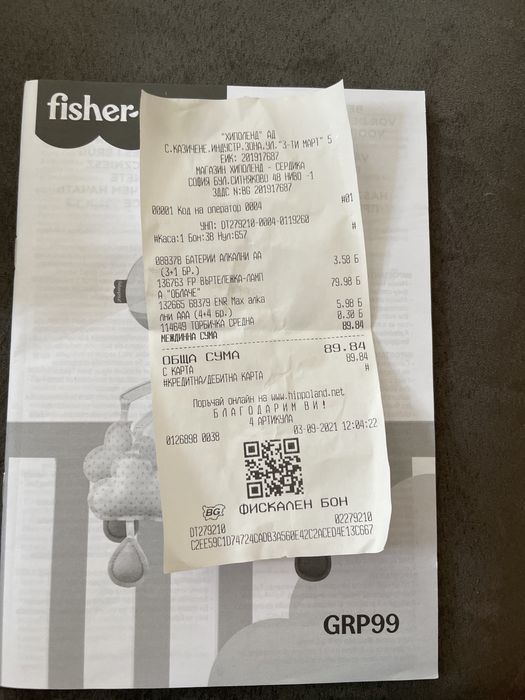 fisher-
"ХИПОЛЕНД" АД
С.КАЗИЧЕНЕ.ИНДУСТР.ЗОНА.УЛ."3-ТИ МАРТ" 5
ЕИК: 201917687
МАГАЗИН ХИПОЛЕНД - СЕРДИКА
СОФИЯ БУЛ.СИТНЯКОВО 48 НИВО -1
ЗДДС N:BG 201917687
00001 Код на оператор 0004 #01
УНП: DT279210-0004-0119260
#Каса:1 Бон:38 Нул:657 #
088378 БАТЕРИИ АЛКАЛНИ АА 3.58 Б
(3+1 БР.)
136763 FP ВЪРТЕЛЕЖКА-ЛАМП 79.98 Б
А "ОБЛАЧЕ"
132665 68379 ENR Max алка 5.98 Б
лни ААА (4+4 бр.)
114649 ТОРБИЧКА СРЕДНА 0.30 Б
МЕЖДИННА СУМА 89.84
ОБЩА СУМА 89.84
С КАРТА 89.84
#КРЕДИТНА/ДЕБИТНА КАРТА #
Поръчай онлайн на www.hippoland.net
БЛАГОДАРИМ ВИ!
4 АРТИКУЛА
0126898 0038 03-09-2021 12:04:22
BG ФИСКАЛЕН БОН
DT279210 02279210
C2EE59C1D74724CADB3A560E42C2ACED4E13C667
GRP99